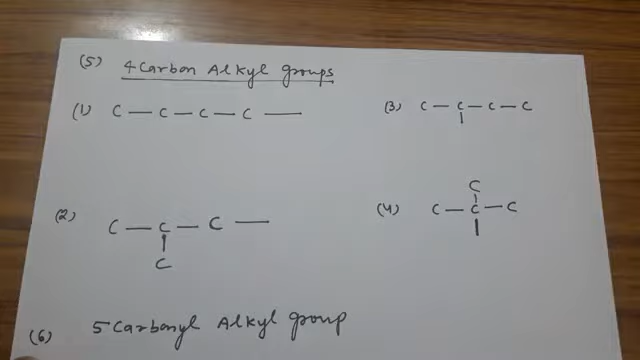 (5) 4 Carbon Alkyl groups
(1) C — C — C — C —
(3) C — C — C — C
(2) C — C — C —
C
(4) C
C — C — C
(6) 5 Carbonyl Alkyl group